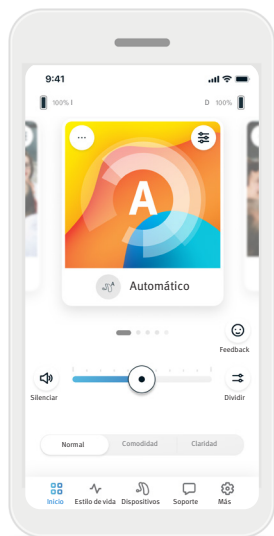 9:41
100% I
D 100%
A
Automático
Feedback
Silenciar
Dividir
Normal Comodidad Claridad
Inicio Estilo de vida Dispositivos Soporte Más